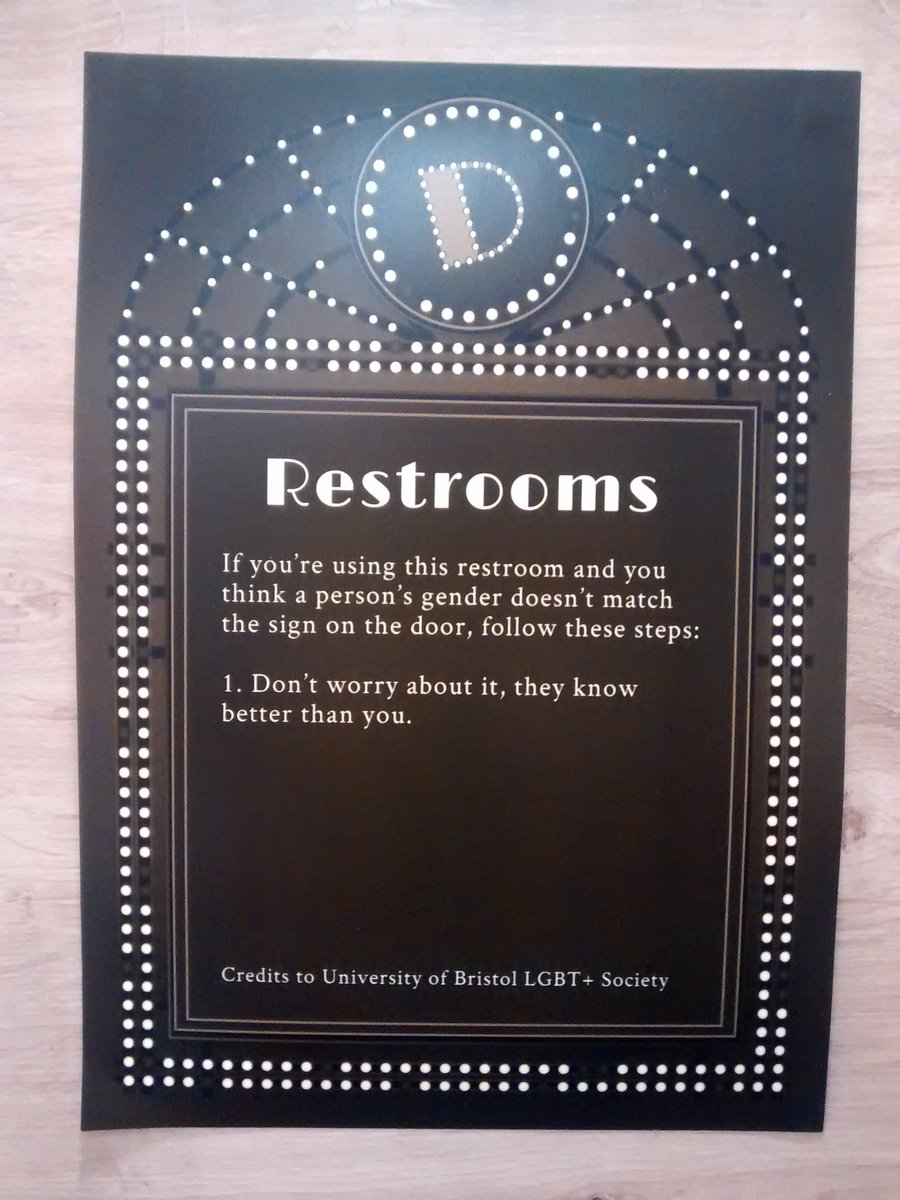 D
Restrooms
If you're using this restroom and you
think a person's gender doesn't match
the sign on the door, follow these steps:
1. Don't worry about it, they know
better than you.
Credits to University of Bristol LGBT+ Society